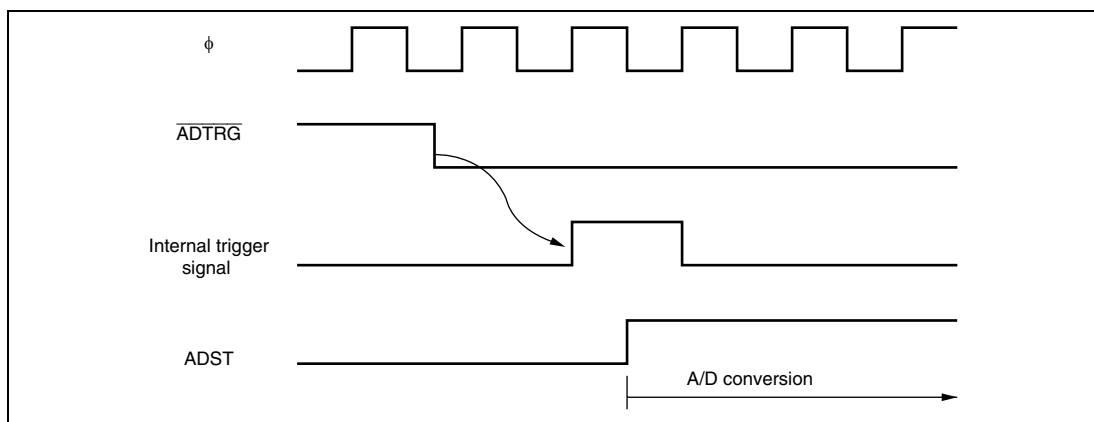 ϕ
ADTRG
Internal trigger
signal
ADST
A/D conversion